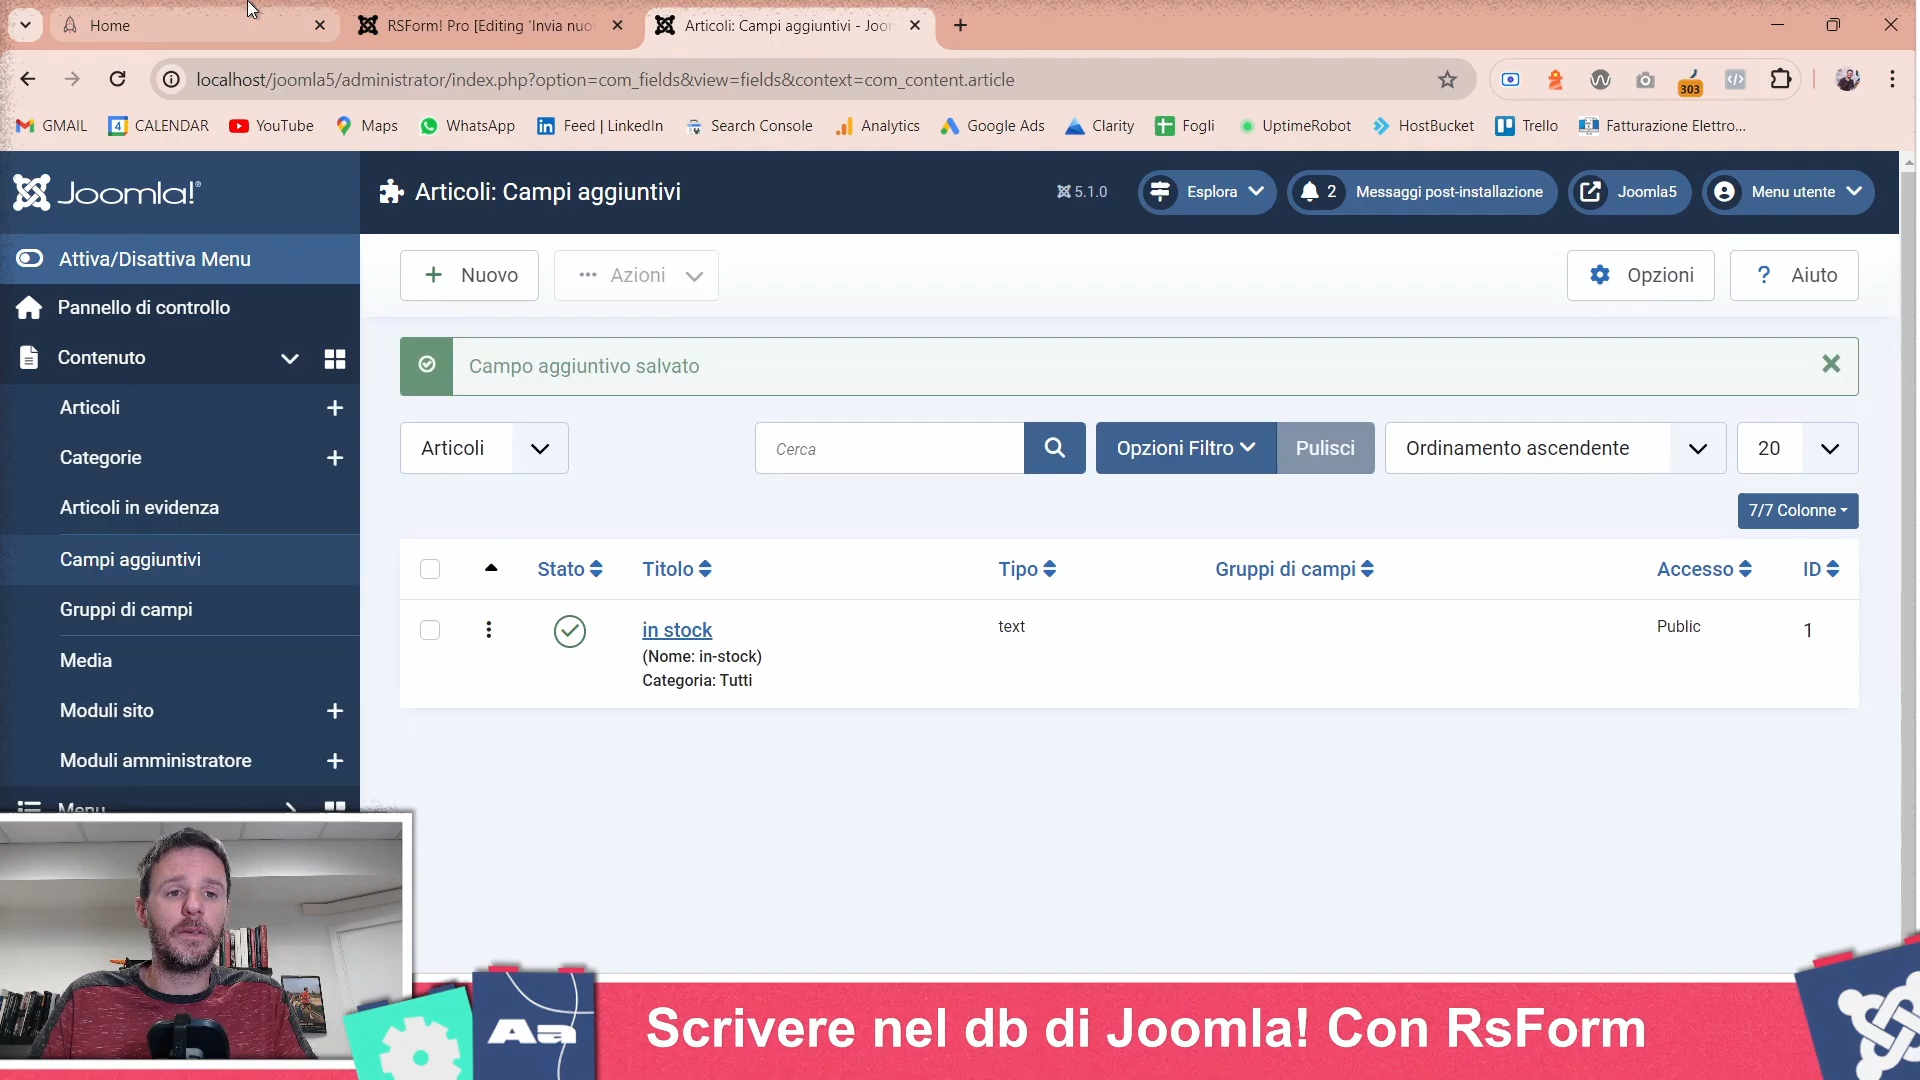 Home
RSForm! Pro [Editing 'Invia nuo
Articoli: Campi aggiuntivi - Joor
localhost/joomla5/administrator/index.php?option=com_fields&view=fields&context=com_content.article
303
GMAIL
4
CALENDAR
YouTube
Maps
WhatsApp
Feed | LinkedIn
Search Console
Analytics
Google Ads
Clarity
Fogli
UptimeRobot
HostBucket
Trello
Fatturazione Elettro...
Joomla!®
Articoli: Campi aggiuntivi
5.1.0
Esplora
2 Messaggi post-installazione
Joomla5
Menu utente
Attiva/Disattiva Menu
Pannello di controllo
Contenuto
Articoli
Categorie
Articoli in evidenza
Campi aggiuntivi
Gruppi di campi
Media
Moduli sito
Moduli amministratore
Menu
+ Nuovo
... Azioni
Opzioni
? Aiuto
Campo aggiuntivo salvato
Articoli
Cerca
Opzioni Filtro
Pulisci
Ordinamento ascendente
20
7/7 Colonne
Stato
Titolo
Tipo
Gruppi di campi
Accesso
ID
in stock
(Nome: in-stock)
Categoria: Tutti
text
Public
1
Aa
Scrivere nel db di Joomla! Con RsForm